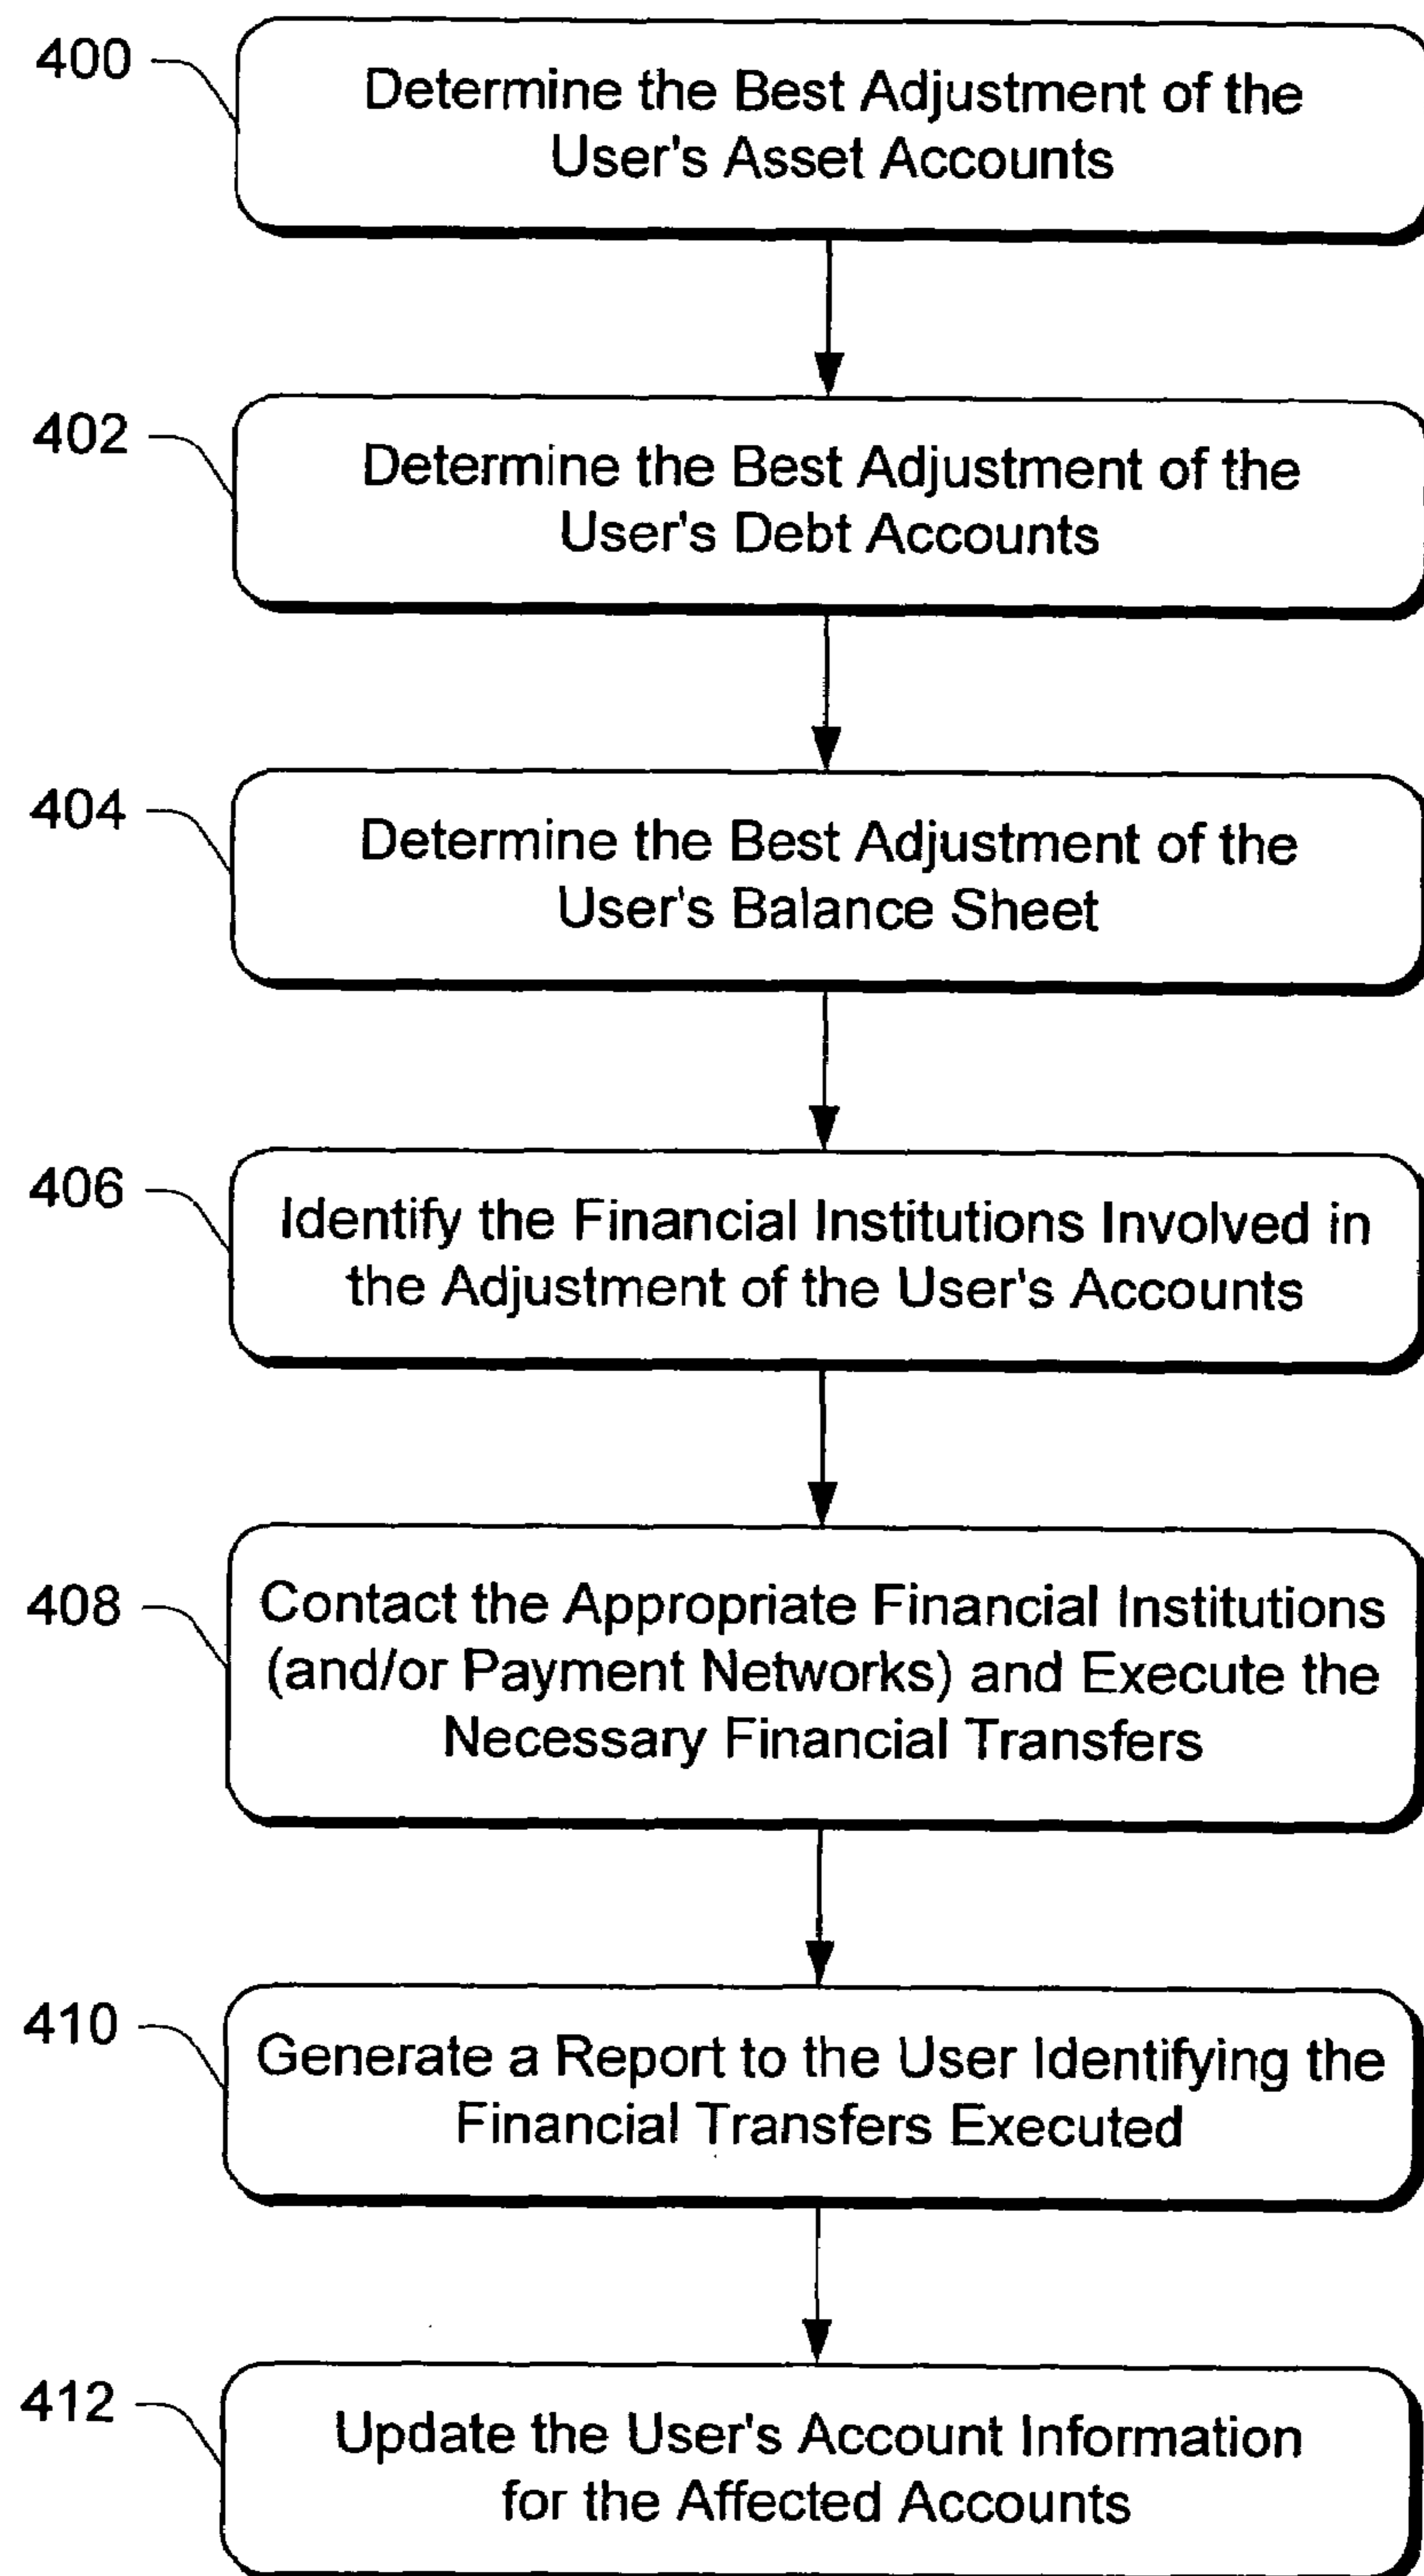 400
Determine the Best Adjustment of the
User's Asset Accounts
402
Determine the Best Adjustment of the
User's Debt Accounts
404
Determine the Best Adjustment of the
User's Balance Sheet
406
Identify the Financial Institutions Involved in
the Adjustment of the User's Accounts
408
Contact the Appropriate Financial Institutions
(and/or Payment Networks) and Execute the
Necessary Financial Transfers
410
Generate a Report to the User Identifying the
Financial Transfers Executed
412
Update the User's Account Information
for the Affected Accounts